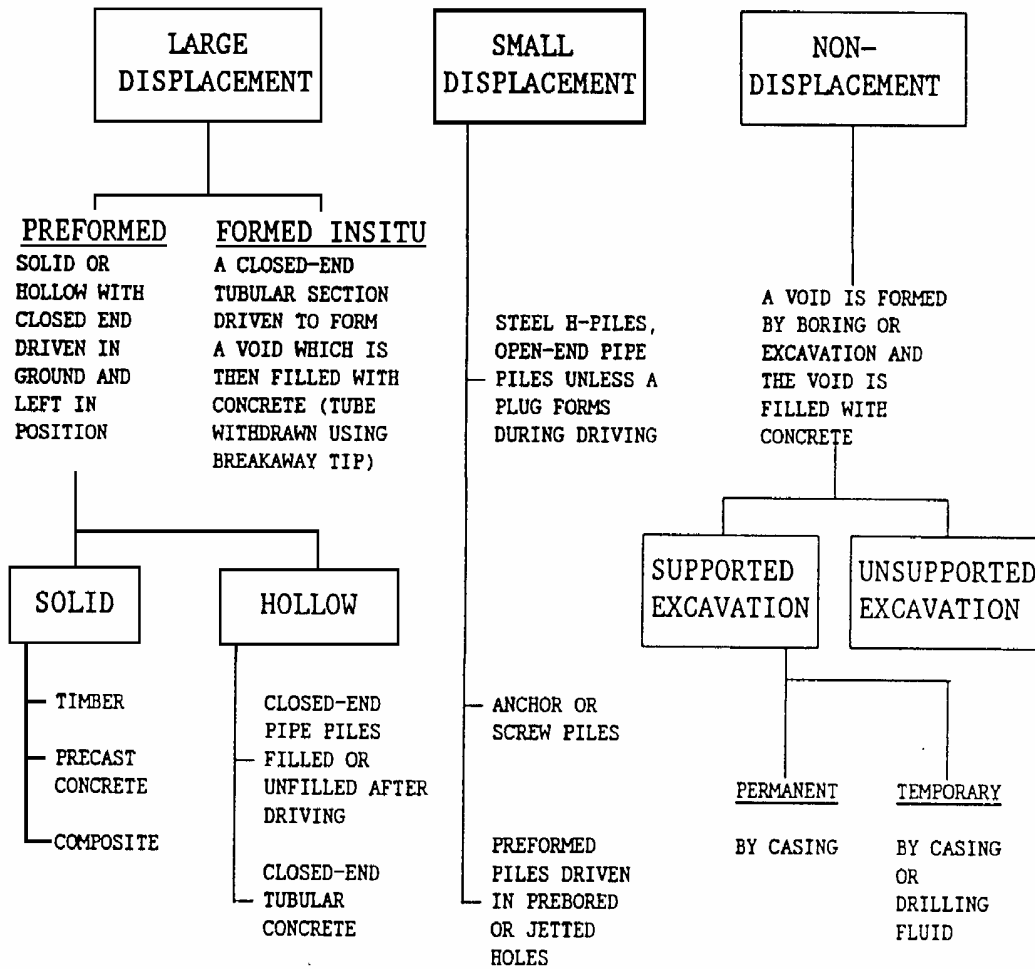 LARGE
DISPLACEMENT
SMALL
DISPLACEMENT
NON-
DISPLACEMENT
PREFORMED
SOLID OR
HOLLOW WITH
CLOSED END
DRIVEN IN
GROUND AND
LEFT IN
POSITION
FORMED INSITU
A CLOSED-END
TUBULAR SECTION
DRIVEN TO FORM
A VOID WHICH IS
THEN FILLED WITH
CONCRETE (TUBE
WITHDRAWN USING
BREAKAWAY TIP)
STEEL H-PILES,
OPEN-END PIPE
PILES UNLESS A
PLUG FORMS
DURING DRIVING
A VOID IS FORMED
BY BORING OR
EXCAVATION AND
THE VOID IS
FILLED WITH
CONCRETE
SOLID
HOLLOW
SUPPORTED
EXCAVATION
UNSUPPORTED
EXCAVATION
TIMBER
PRECAST
CONCRETE
COMPOSITE
CLOSED-END
PIPE PILES
FILLED OR
UNFILLED AFTER
DRIVING
CLOSED-END
TUBULAR
CONCRETE
ANCHOR OR
SCREW PILES
PREFORMED
PILES DRIVEN
IN PREBORED
OR JETTED
HOLES
PERMANENT
BY CASING
TEMPORARY
BY CASING
OR
DRILLING
FLUID